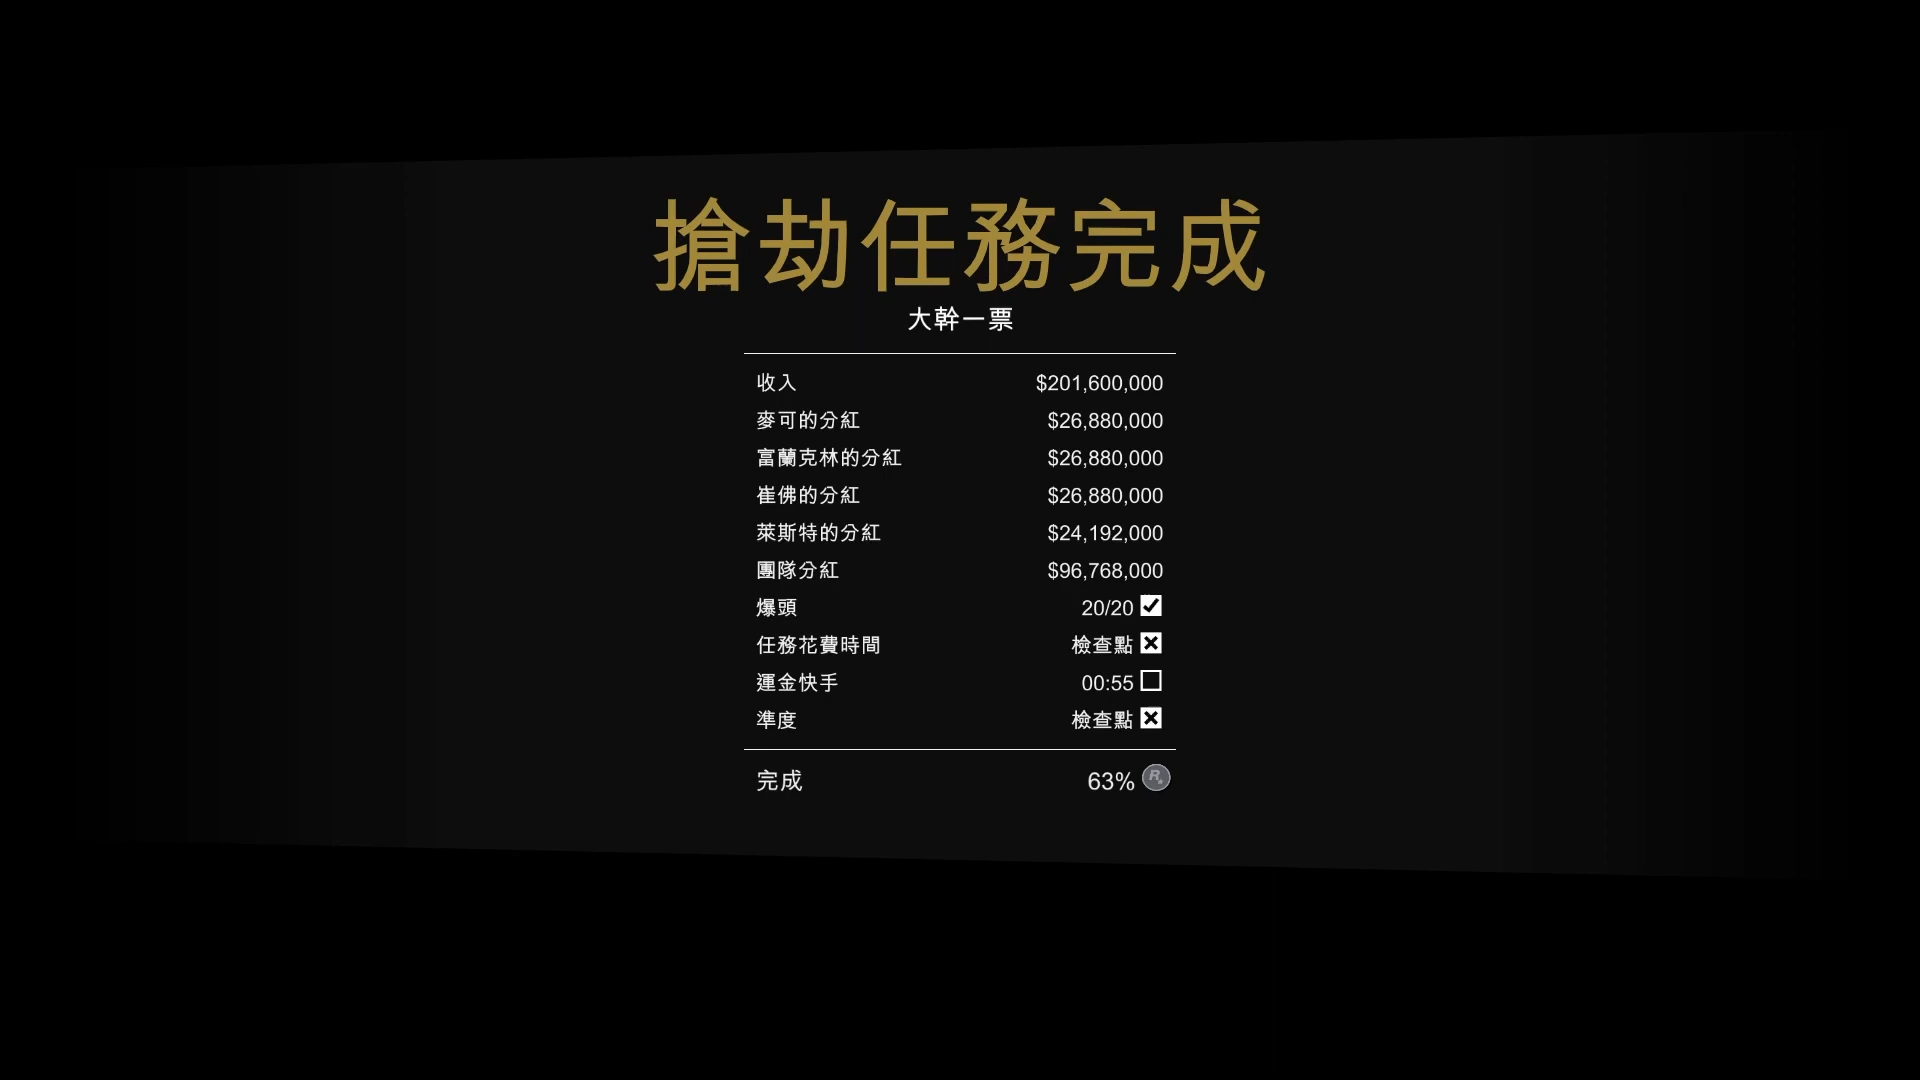 搶劫任務完成
大幹一票
收入 $201,600,000
麥可的分紅 $26,880,000
富蘭克林的分紅 $26,880,000
崔佛的分紅 $26,880,000
萊斯特的分紅 $24,192,000
團隊分紅 $96,768,000
爆頭 20/20
任務花費時間 檢查點
運金快手 00:55
準度 檢查點
完成 63% R